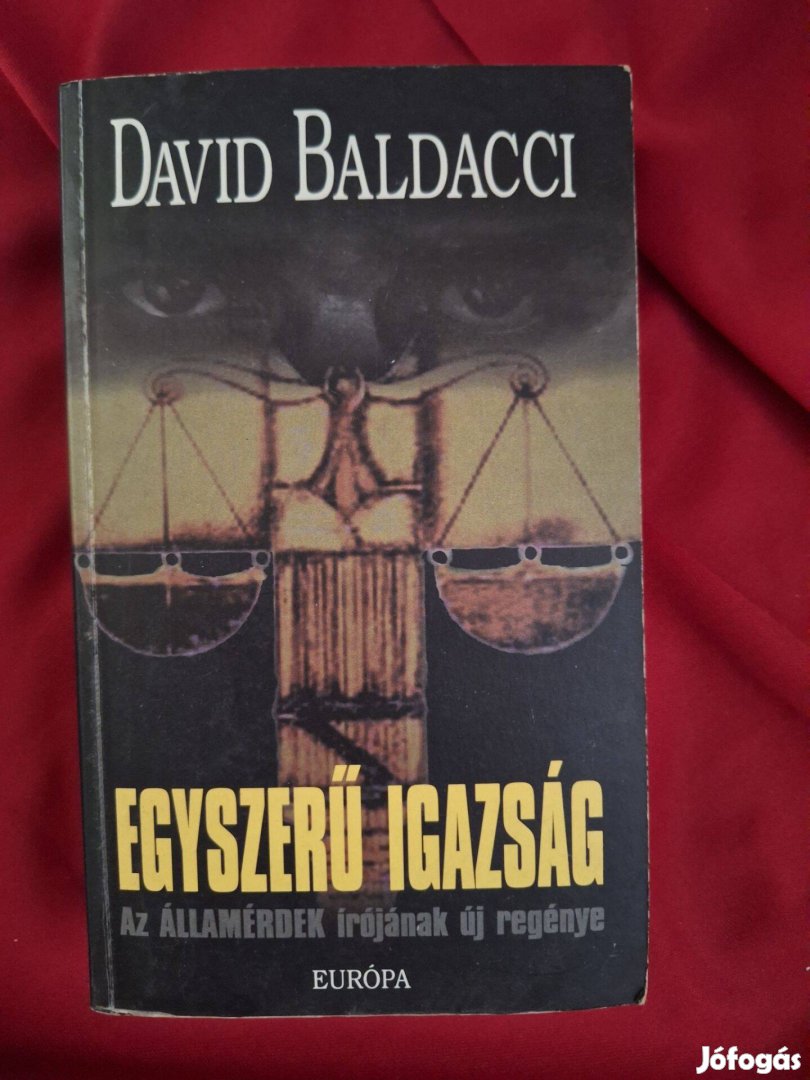 DAVID BALDACCI
EGYSZERŰ IGAZSÁG
Az ÁLLAMÉRDEK írójának új regénye
EURÓPA
Jófogás